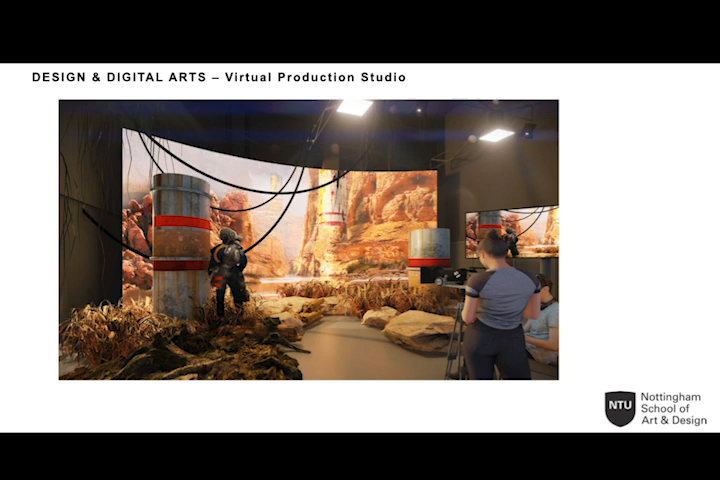 DESIGN & DIGITAL ARTS – Virtual Production Studio
NTU
Nottingham
School of
Art & Design